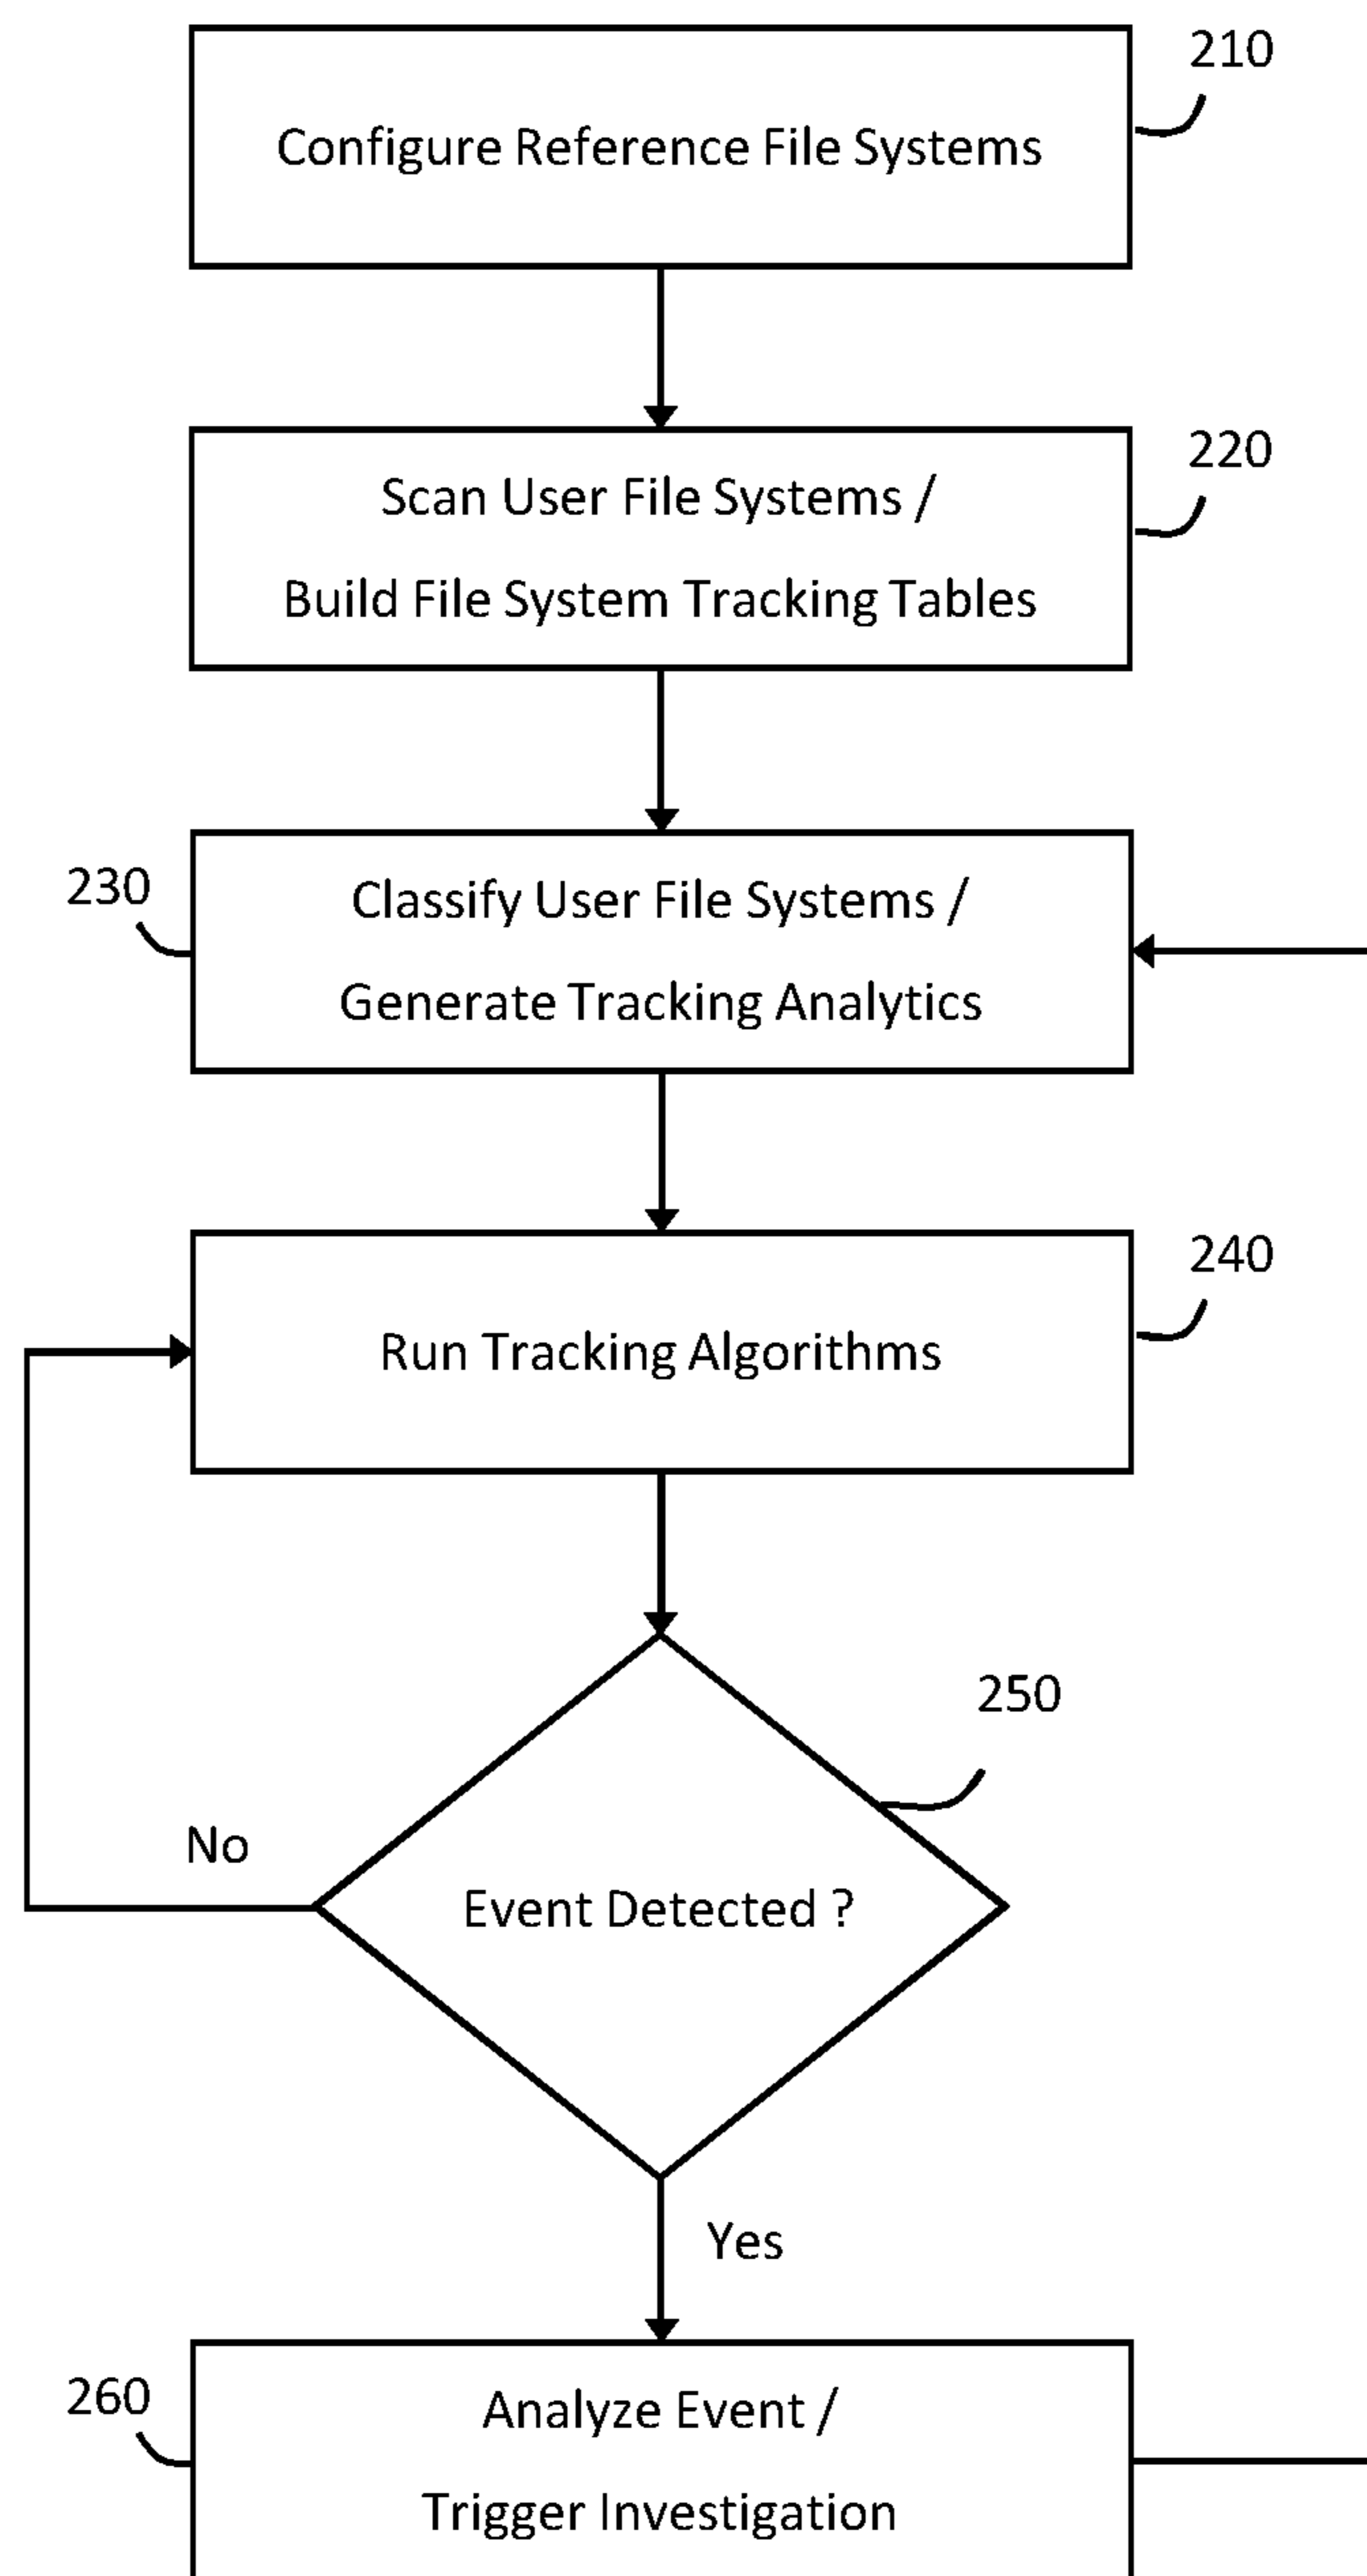 210
Configure Reference File Systems
220
Scan User File Systems /
Build File System Tracking Tables
230
Classify User File Systems /
Generate Tracking Analytics
240
Run Tracking Algorithms
250
No
Event Detected ?
Yes
260
Analyze Event /
Trigger Investigation